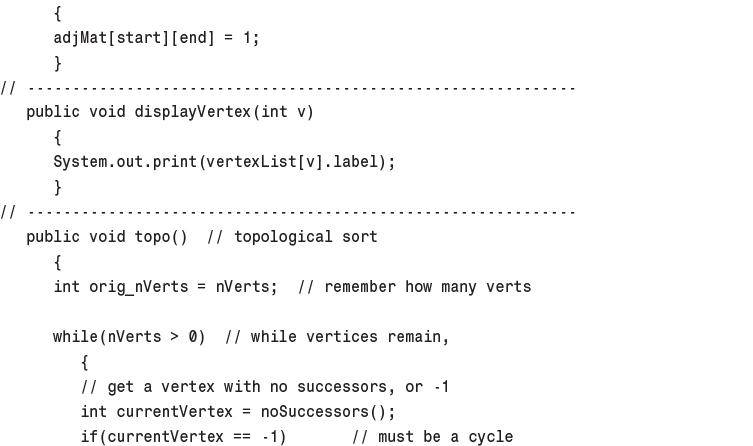 {
adjMat[start][end] = 1;
}
// -------------------------------------------------------------
public void displayVertex(int v)
{
System.out.print(vertexList[v].label);
}
// -------------------------------------------------------------
public void topo()  // topological sort
{
int orig_nVerts = nVerts;  // remember how many verts
while(nVerts > 0)  // while vertices remain,
{
// get a vertex with no successors, or -1
int currentVertex = noSuccessors();
if(currentVertex == -1)       // must be a cycle